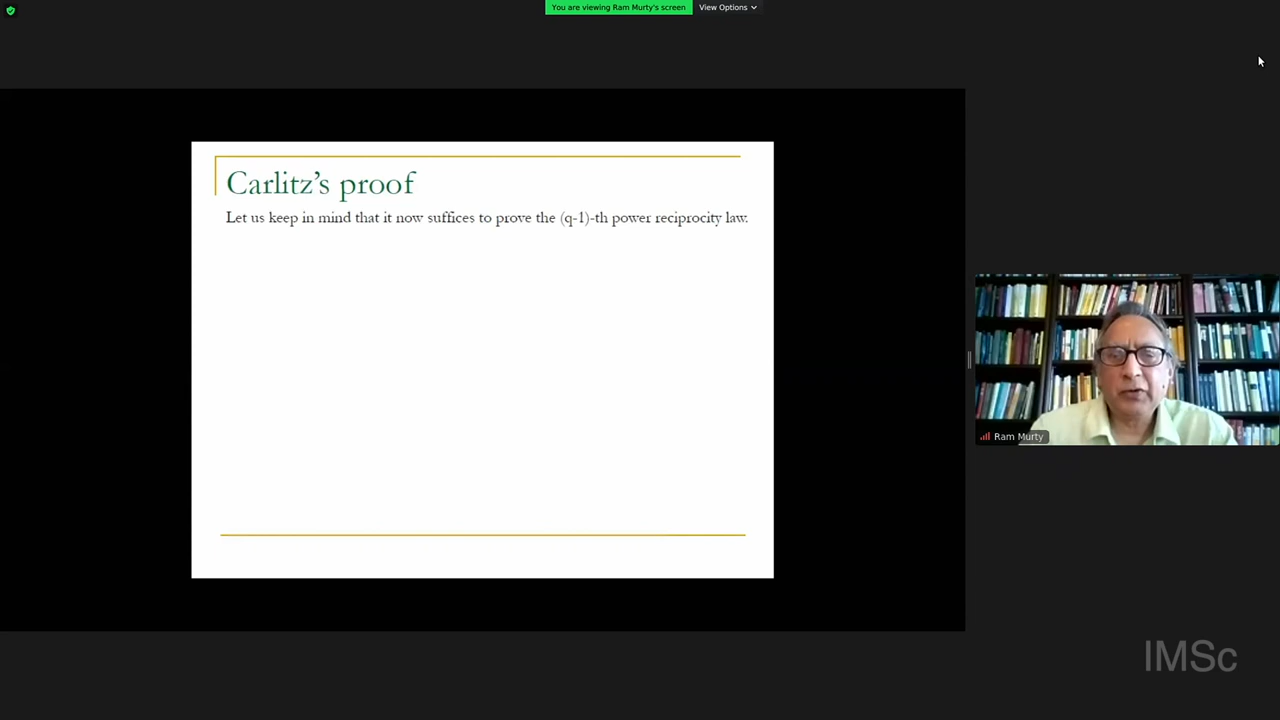 You are viewing Ram Murty's screen
View Options
Carlitz's proof
Let us keep in mind that it now suffices to prove the (q-1)-th power reciprocity law.
Ram Murty
IMSc